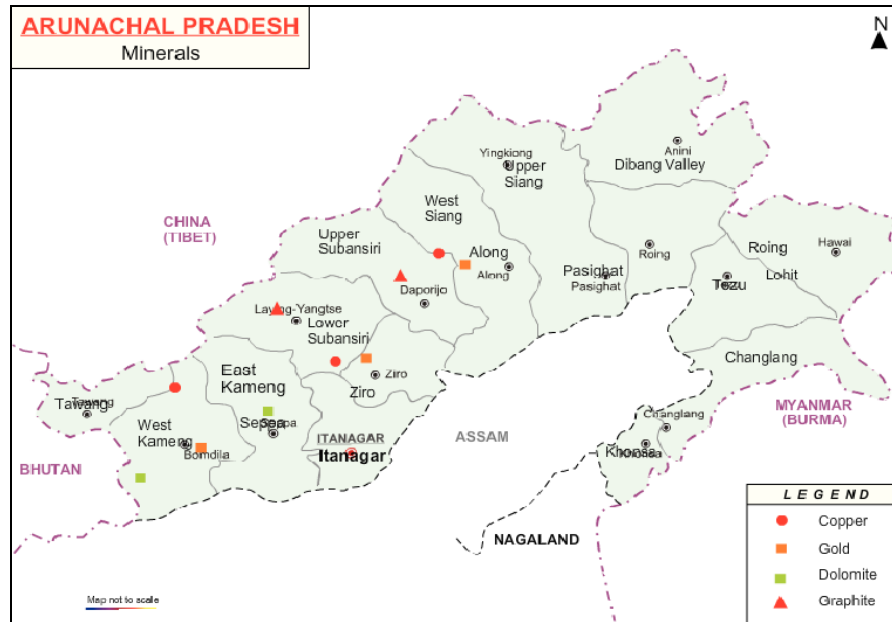 ARUNACHAL PRADESH
Minerals
N
Anini
Dibang Valley
Yingkiong
Upper
Siang
West
Siang
CHINA
(TIBET)
Upper
Subansiri
Roing
Hawai
Roing
Along
Along
Pasighat
Pasighat
Lohit
Tezu
Daporijo
Laying-Yangtse
Lower
Subansiri
Changlang
East
Kameng
Ziro
Ziro
Tawang
Tawang
MYANMAR
(BURMA)
Changlang
West
Kameng
Seppa
Bomdila
ITANAGAR
Itanagar
ASSAM
Khonsa
BHUTAN
LEGEND
Copper
Gold
Dolomite
Graphite
NAGALAND
Map not to scale